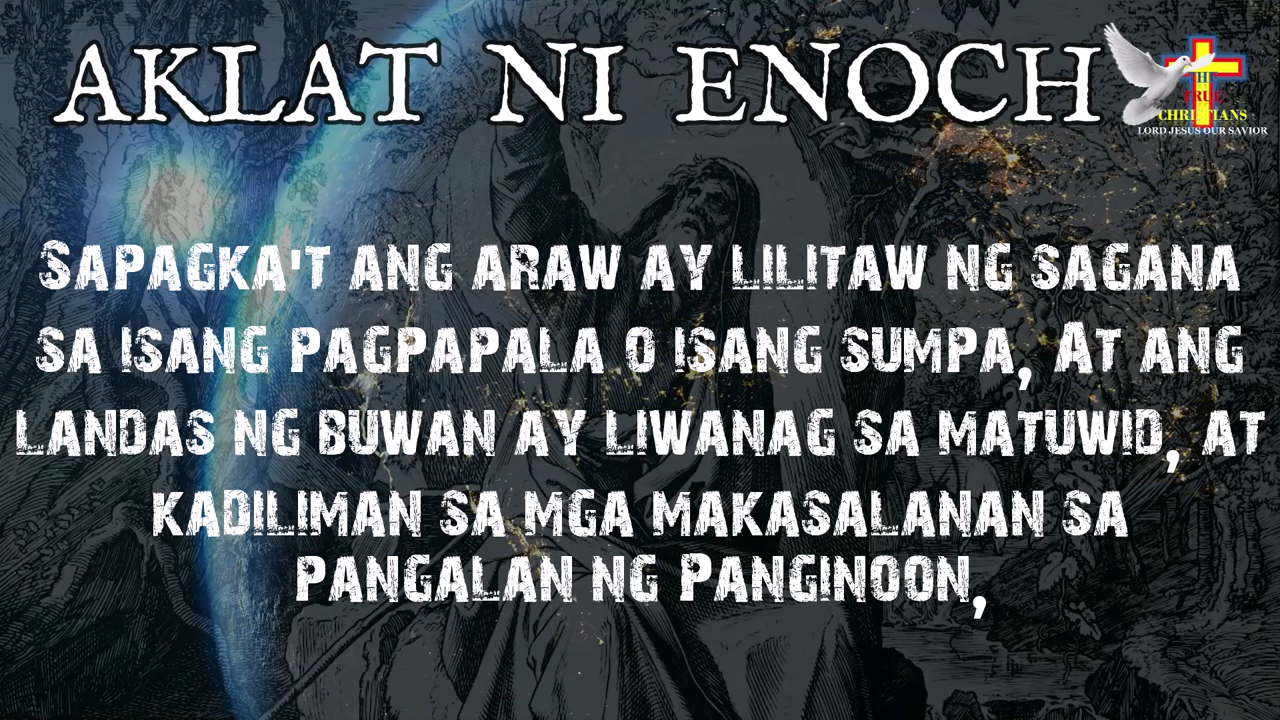 AKLAT NI ENOCH
THE
TRUE
CHRISTIANS
LORD JESUS OUR SAVIOR
SAPAGKA'T ANG ARAW AY LILITAW NG SAGANA
SA ISANG PAGPAPALA O ISANG SUMPA, AT ANG
LANDAS NG BUWAN AY LIWANAG SA MATUWID, AT
KADILIMAN SA MGA MAKASALANAN SA
PANGALAN NG PANGINOON,